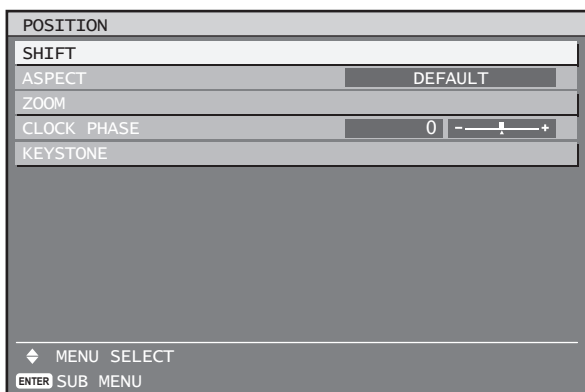 POSITION
SHIFT
ASPECT DEFAULT
ZOOM
CLOCK PHASE 0 - +
KEYSTONE
MENU SELECT
ENTER SUB MENU